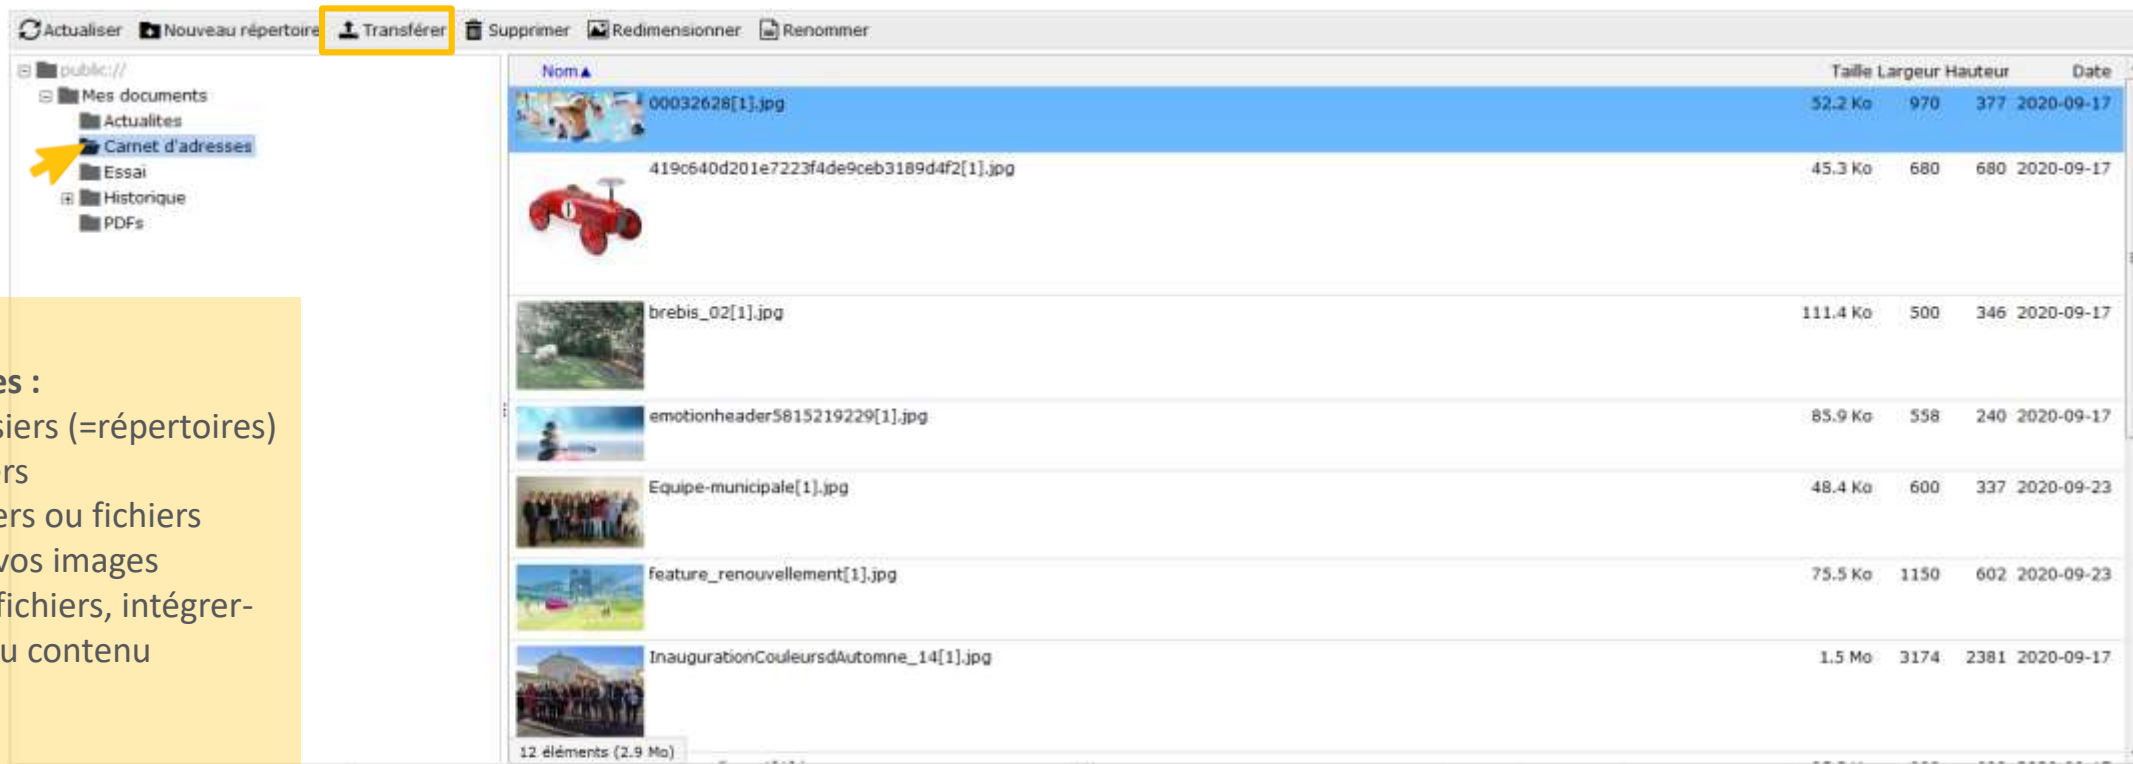 Actualiser Nouveau répertoire Transférer Supprimer Redimensionner Renommer
public://
Mes documents
Actualites
Carnet d'adresses
Essai
Historique
PDFs
es :
siers (=répertoires)
ers
ers ou fichiers
vos images
fichiers, intégrer-
u contenu
Nom Taille Largeur Hauteur Date
00032628[1].jpg 52.2 Ko 970 377 2020-09-17
419c640d201e7223f4de9ceb3189d4f2[1].jpg 45.3 Ko 680 680 2020-09-17
brebis_02[1].jpg 111.4 Ko 500 346 2020-09-17
emotionheader5815219229[1].jpg 85.9 Ko 558 240 2020-09-17
Equipe-municipale[1].jpg 48.4 Ko 600 337 2020-09-23
feature_renouvellement[1].jpg 75.5 Ko 1150 602 2020-09-23
InaugurationCouleursdAutomne_14[1].jpg 1.5 Mo 3174 2381 2020-09-17
12 éléments (2.9 Mo)